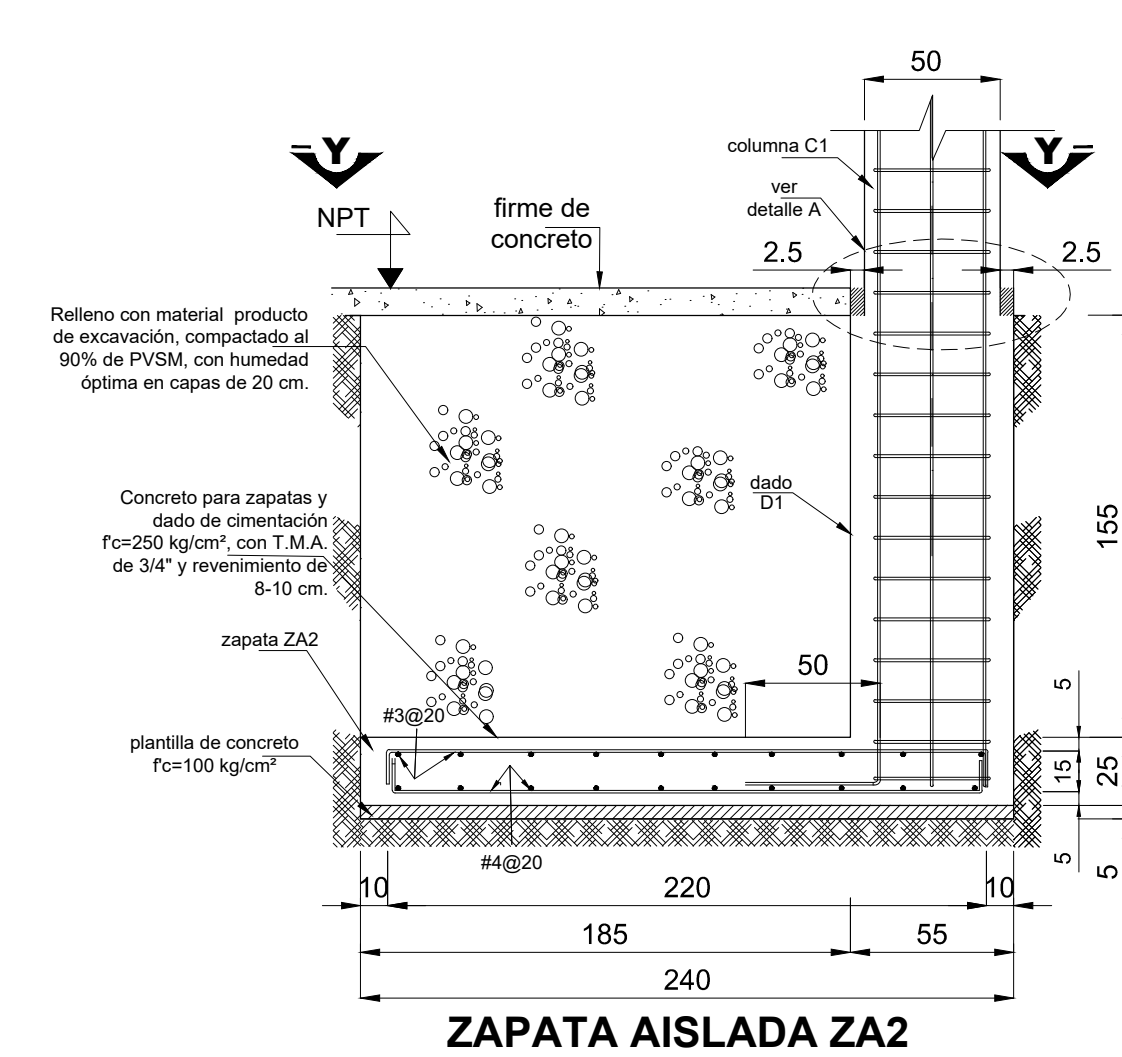 50
Y
Y
columna C1
ver
detalle A
NPT
firme de
concreto
2.5
2.5
Relleno con material producto
de excavación, compactado al
90% de PVSM, con humedad
óptima en capas de 20 cm.
Concreto para zapatas y
dado de cimentación
f'c=250 kg/cm², con T.M.A.
de 3/4" y revenimiento de
8-10 cm.
dado
D1
155
zapata ZA2
50
5
#3@20
plantilla de concreto
f'c=100 kg/cm²
15
25
#4@20
5
5
10
220
10
185
55
240
ZAPATA AISLADA ZA2